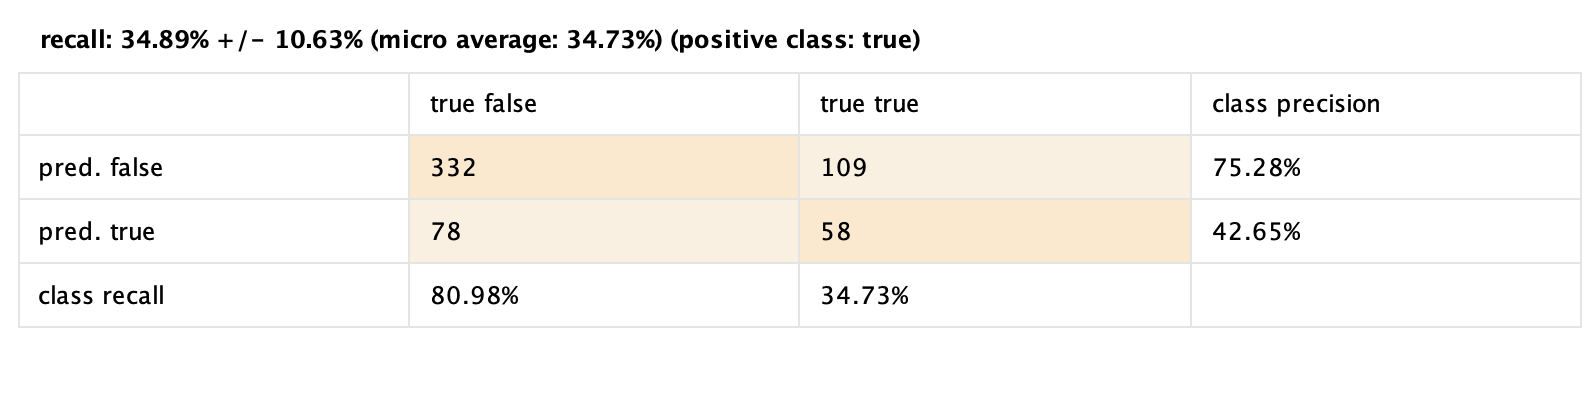 recall: 34.89% +/- 10.63% (micro average: 34.73%) (positive class: true)
true false true true class precision
pred. false 332 109 75.28%
pred. true 78 58 42.65%
class recall 80.98% 34.73%